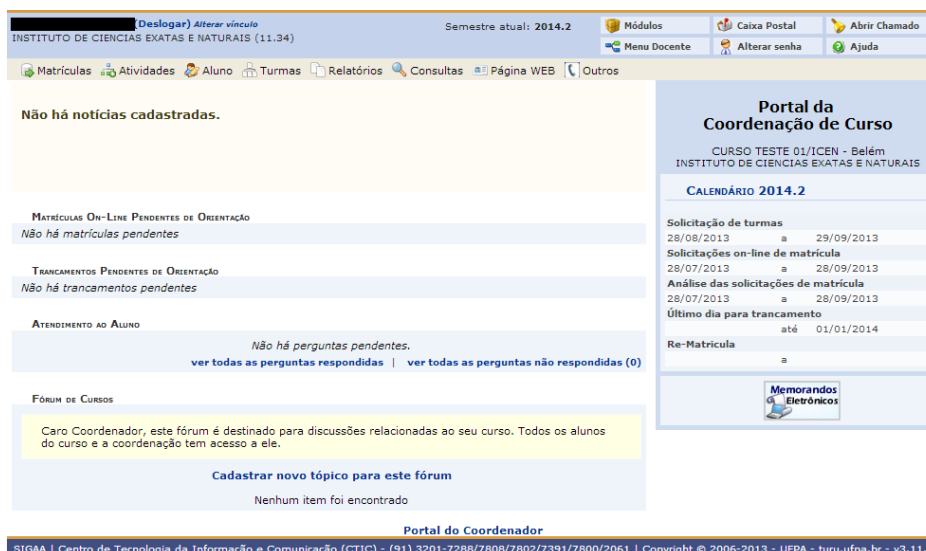 (Deslogar) Alterar vínculo
INSTITUTO DE CIENCIAS EXATAS E NATURAIS (11.34)
Semestre atual: 2014.2
Módulos
Caixa Postal
Abrir Chamado
Menu Docente
Alterar senha
Ajuda
Matrículas Atividades Aluno Turmas Relatórios Consultas Página WEB Outros
Não há notícias cadastradas.
Matrículas On-Line Pendentes de Orientação
Não há matrículas pendentes
Trancamentos Pendentes de Orientação
Não há trancamentos pendentes
Atendimento ao Aluno
Não há perguntas pendentes.
ver todas as perguntas respondidas | ver todas as perguntas não respondidas (0)
Fórum de Cursos
Caro Coordenador, este fórum é destinado para discussões relacionadas ao seu curso. Todos os alunos
do curso e a coordenação tem acesso a ele.
Cadastrar novo tópico para este fórum
Nenhum item foi encontrado
Portal da
Coordenação de Curso
CURSO TESTE 01/ICEN - Belém
INSTITUTO DE CIENCIAS EXATAS E NATURAIS
Calendário 2014.2
Solicitação de turmas
28/08/2013 a 29/09/2013
Solicitações on-line de matrícula
28/07/2013 a 28/09/2013
Análise das solicitações de matrícula
28/07/2013 a 28/09/2013
Último dia para trancamento
até 01/01/2014
Re-Matricula
a
Memorandos
Eletrônicos
Portal do Coordenador
SIGAA | Centro de Tecnologia da Informação e Comunicação (CTIC) - (91) 3201-7288/7808/7802/7391/7800/2061 | Copyright © 2006-2013 - UFPA - turu.ufpa.br - v3.11